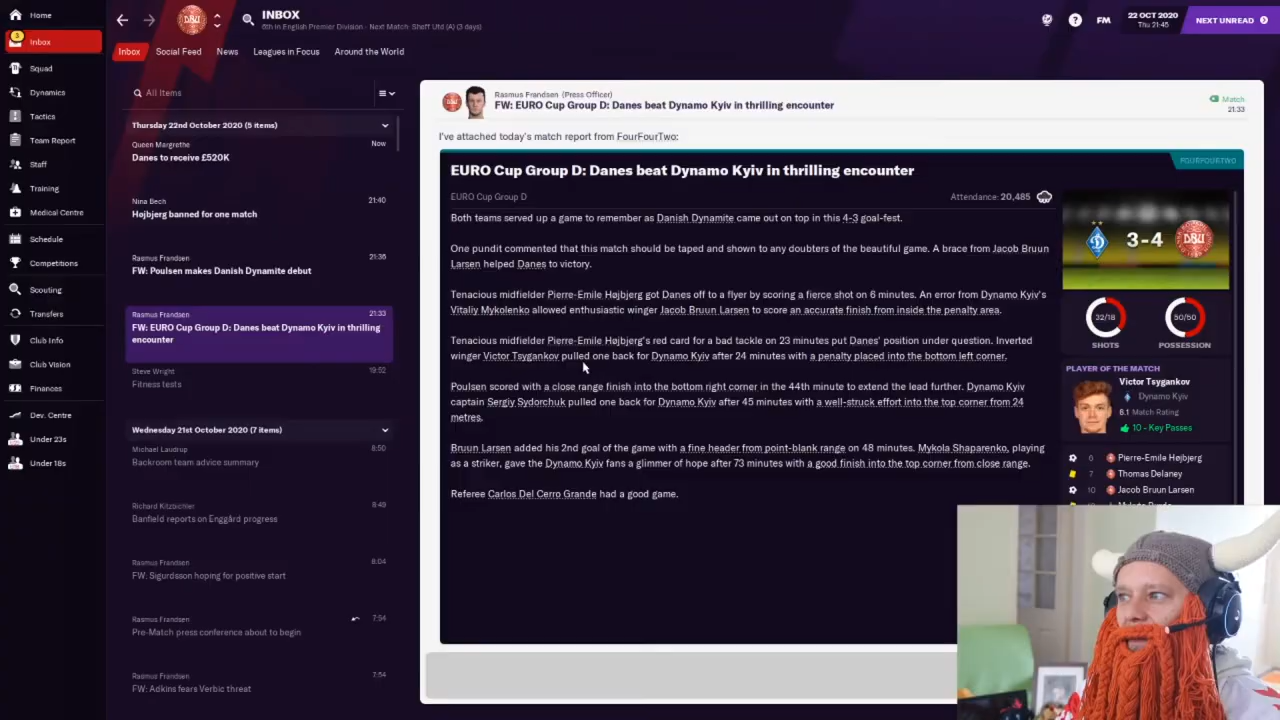 Home
INBOX
6th in English Premier Division - Next Match: Sheff Utd (A) (3 days)
FM
22 OCT 2020
Thu 21:45
NEXT UNREAD
3
Inbox
Inbox
Social Feed
News
Leagues in Focus
Around the World
Squad
Dynamics
Tactics
Team Report
Staff
Training
Medical Centre
Schedule
Competitions
Scouting
Transfers
Club Info
Club Vision
Finances
Dev. Centre
Under 23s
Under 18s
All Items
Thursday 22nd October 2020 (5 items)
Queen Margrethe
Now
Danes to receive £520K
Nina Bech
21:40
Højbjerg banned for one match
Rasmus Frandsen
21:36
FW: Poulsen makes Danish Dynamite debut
Rasmus Frandsen
21:33
FW: EURO Cup Group D: Danes beat Dynamo Kyiv in thrilling
encounter
Steve Wright
19:52
Fitness tests
Wednesday 21st October 2020 (7 items)
Michael Laudrup
8:50
Backroom team advice summary
Richard Kitzbichler
8:49
Banfield reports on Enggård progress
Rasmus Frandsen
8:04
FW: Sigurdsson hoping for positive start
Rasmus Frandsen
7:54
Pre-Match press conference about to begin
Rasmus Frandsen
7:54
FW: Adkins fears Verbic threat
Rasmus Frandsen (Press Officer)
FW: EURO Cup Group D: Danes beat Dynamo Kyiv in thrilling encounter
Match
21:33
I've attached today's match report from FourFourTwo:
EURO Cup Group D: Danes beat Dynamo Kyiv in thrilling encounter
FOURFOURTWO
EURO Cup Group D
Attendance: 20,485
Both teams served up a game to remember as Danish Dynamite came out on top in this 4-3 goal-fest.
One pundit commented that this match should be taped and shown to any doubters of the beautiful game. A brace from Jacob Bruun
Larsen helped Danes to victory.
Tenacious midfielder Pierre-Emile Højbjerg got Danes off to a flyer by scoring a fierce shot on 6 minutes. An error from Dynamo Kyiv's
Vitaliy Mykolenko allowed enthusiastic winger Jacob Bruun Larsen to score an accurate finish from inside the penalty area.
Tenacious midfielder Pierre-Emile Højbjerg's red card for a bad tackle on 23 minutes put Danes' position under question. Inverted
winger Victor Tsygankov pulled one back for Dynamo Kyiv after 24 minutes with a penalty placed into the bottom left corner.
Poulsen scored with a close range finish into the bottom right corner in the 44th minute to extend the lead further. Dynamo Kyiv
captain Sergiy Sydorchuk pulled one back for Dynamo Kyiv after 45 minutes with a well-struck effort into the top corner from 24
metres.
Bruun Larsen added his 2nd goal of the game with a fine header from point-blank range on 48 minutes. Mykola Shaparenko, playing
as a striker, gave the Dynamo Kyiv fans a glimmer of hope after 73 minutes with a good finish into the top corner from close range.
Referee Carlos Del Cerro Grande had a good game.
3-4
DBU
32/18
SHOTS
50/50
POSSESSION
PLAYER OF THE MATCH
Victor Tsygankov
Dynamo Kyiv
8.1 Match Rating
10 - Key Passes
6 Pierre-Emile Højbjerg
7 Thomas Delaney
10 Jacob Bruun Larsen